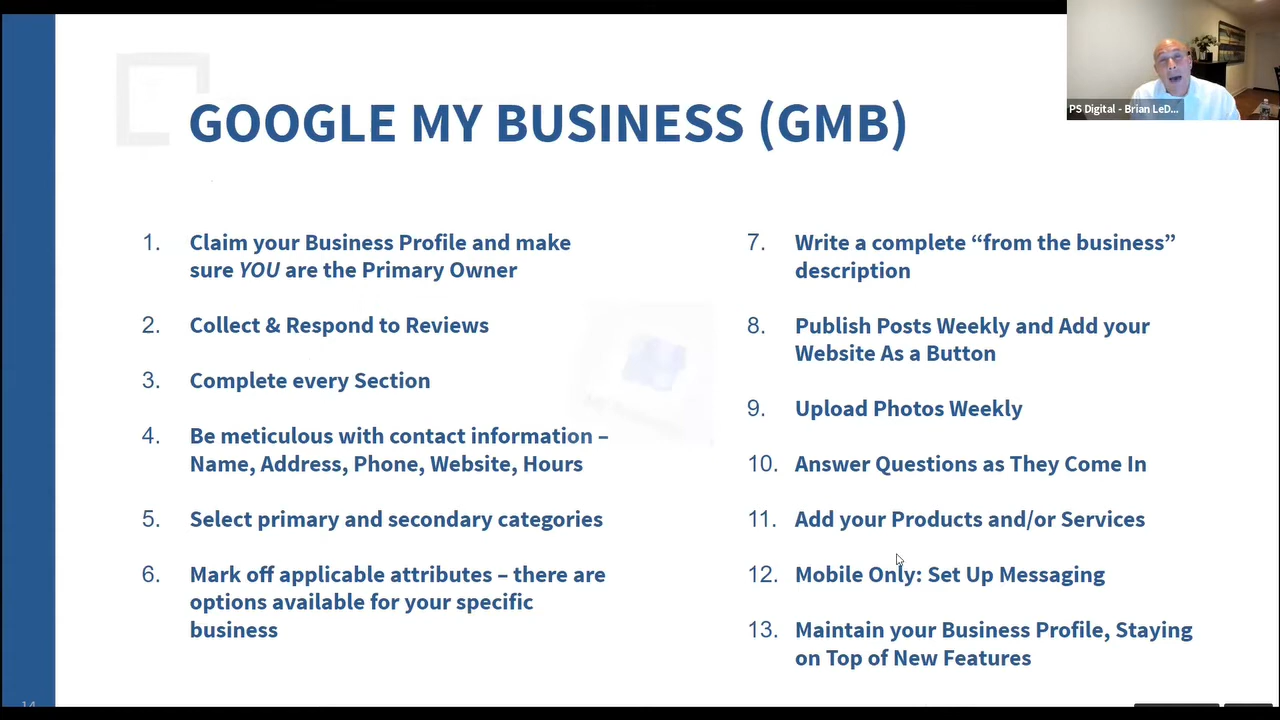 PS Digital - Brian LeD...
GOOGLE MY BUSINESS (GMB)
1. Claim your Business Profile and make
sure YOU are the Primary Owner
2. Collect & Respond to Reviews
3. Complete every Section
4. Be meticulous with contact information –
Name, Address, Phone, Website, Hours
5. Select primary and secondary categories
6. Mark off applicable attributes – there are
options available for your specific
business
7. Write a complete “from the business”
description
8. Publish Posts Weekly and Add your
Website As a Button
9. Upload Photos Weekly
10. Answer Questions as They Come In
11. Add your Products and/or Services
12. Mobile Only: Set Up Messaging
13. Maintain your Business Profile, Staying
on Top of New Features
14